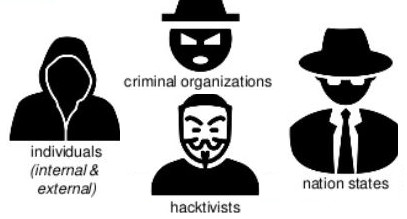 criminal organizations
individuals
(internal &
external)
nation states
hacktivists